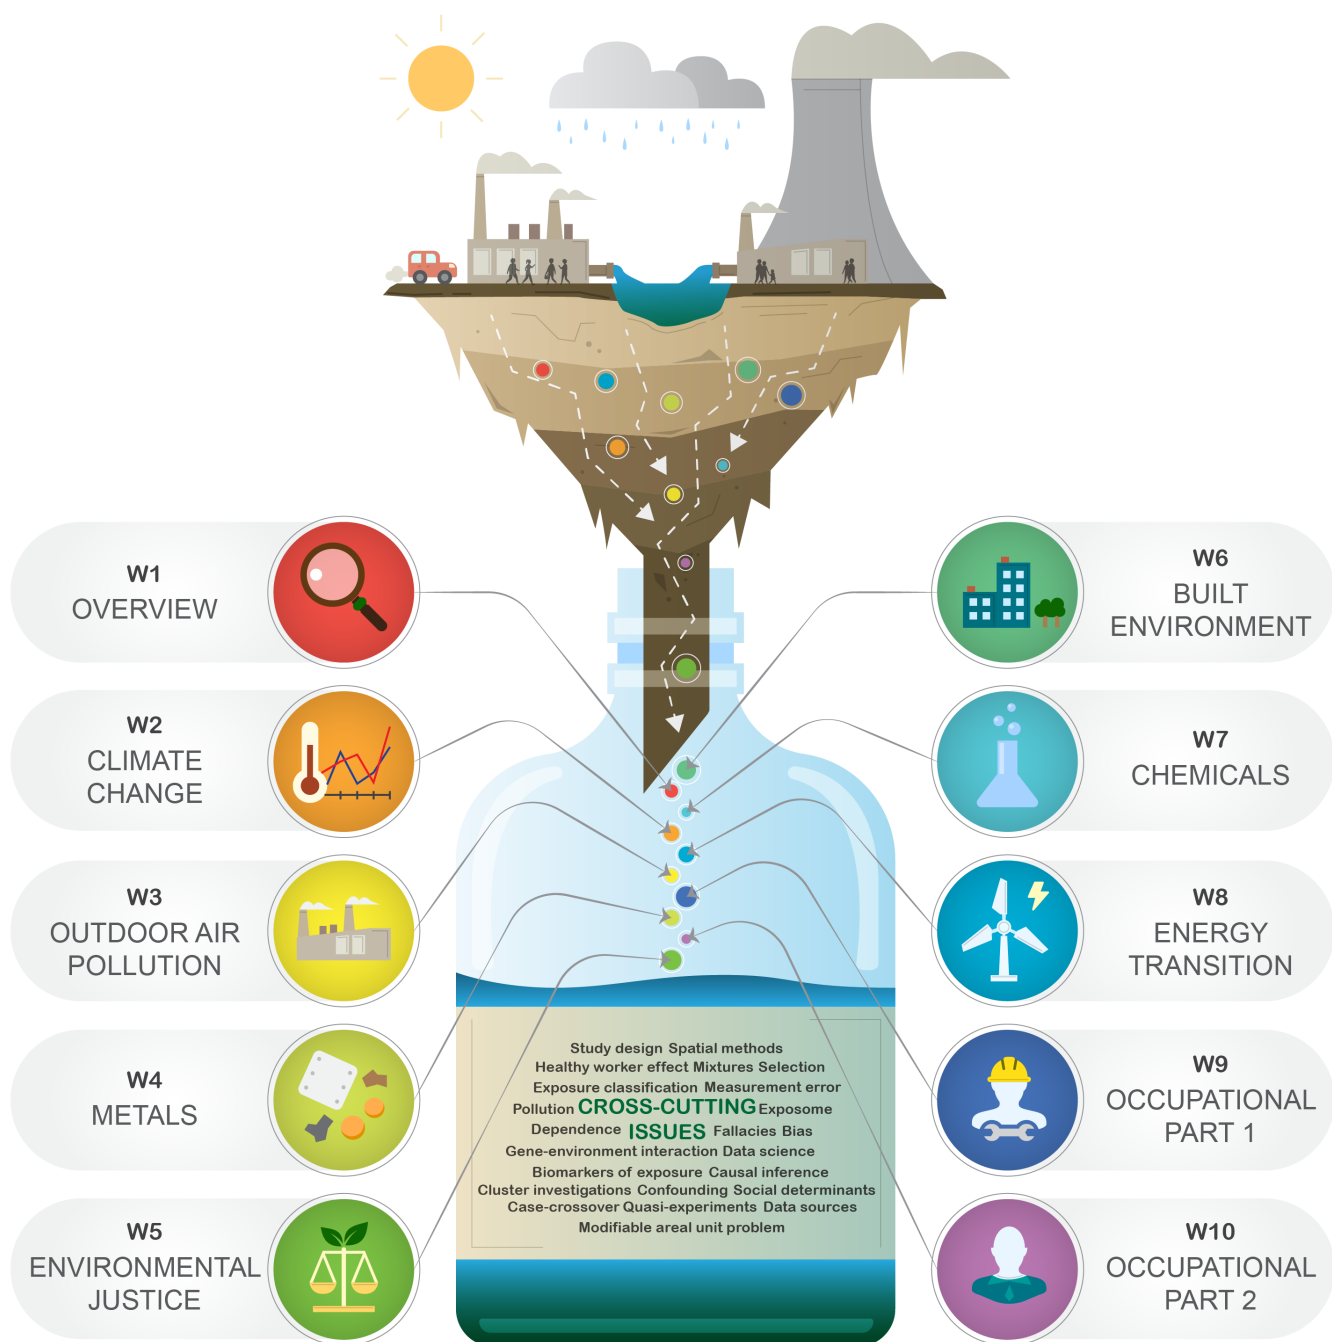 W1
OVERVIEW
W2
CLIMATE
CHANGE
W3
OUTDOOR AIR
POLLUTION
W4
METALS
W5
ENVIRONMENTAL
JUSTICE
W6
BUILT
ENVIRONMENT
W7
CHEMICALS
W8
ENERGY
TRANSITION
W9
OCCUPATIONAL
PART 1
W10
OCCUPATIONAL
PART 2
Study design Spatial methods
Healthy worker effect Mixtures Selection
Exposure classification Measurement error
Pollution CROSS-CUTTING Exposome
Dependence ISSUES Fallacies Bias
Gene-environment interaction Data science
Biomarkers of exposure Causal inference
Cluster investigations Confounding Social determinants
Case-crossover Quasi-experiments Data sources
Modifiable areal unit problem